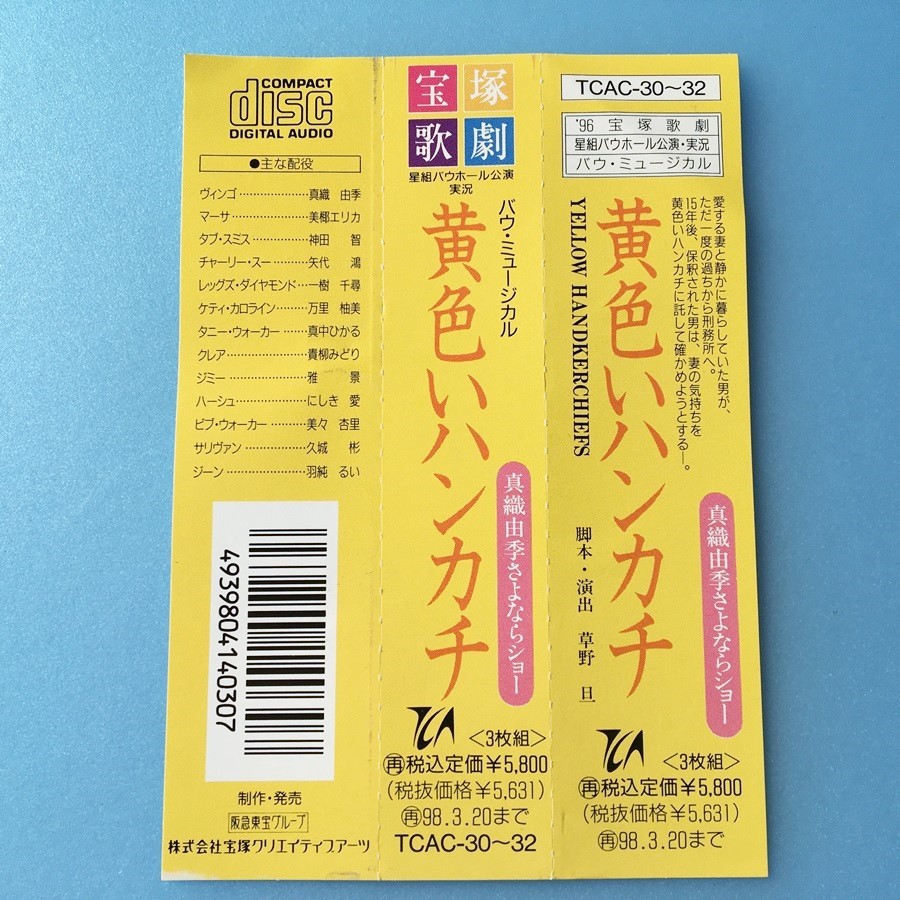 COMPACT
disc
DIGITAL AUDIO
●主な配役
ヴィンゴ…………………真織 由季
マーサ……………………美椰エリカ
タブ・スミス……………神田 智
チャーリー・スー………矢代 鴻
レッグズ・ダイヤモンド…一樹 千尋
ケティ・カロライン………万里 柚美
タニー・ウォーカー ……真中ひかる
クレア……………………貴柳みどり
ジミー ……………………雅 景
ハーシュ…………………にしき 愛
ビブ・ウォーカー ………美々 杏里
サリヴァン ………………久城 彬
ジーン ……………………羽純 るい
4939804140307
制作・発売
阪急東宝グループ
株式会社宝塚クリエイティブアーツ
宝塚
歌劇
星組バウホール公演
実況
バウ・ミュージカル
黄色いハンカチ
真織由季さよならショー
TCA
<3枚組>
再税込定価¥5,800
(税抜価格¥5,631)
再98.3.20まで
TCAC-30〜32
TCAC-30〜32
'96 宝塚歌劇
星組バウホール公演・実況
バウ・ミュージカル
愛する妻と静かに暮らしていた男が、
ただ一度の過ちから刑務所へ。
15年後、保釈された男は、妻の気持ちを
黄色いハンカチに託して確かめようとする―。
黄色いハンカチ
YELLOW HANDKERCHIEFS
脚本・演出 草野 旦
真織由季さよならショー
TCA
<3枚組>
再税込定価¥5,800
(税抜価格¥5,631)
再98.3.20まで